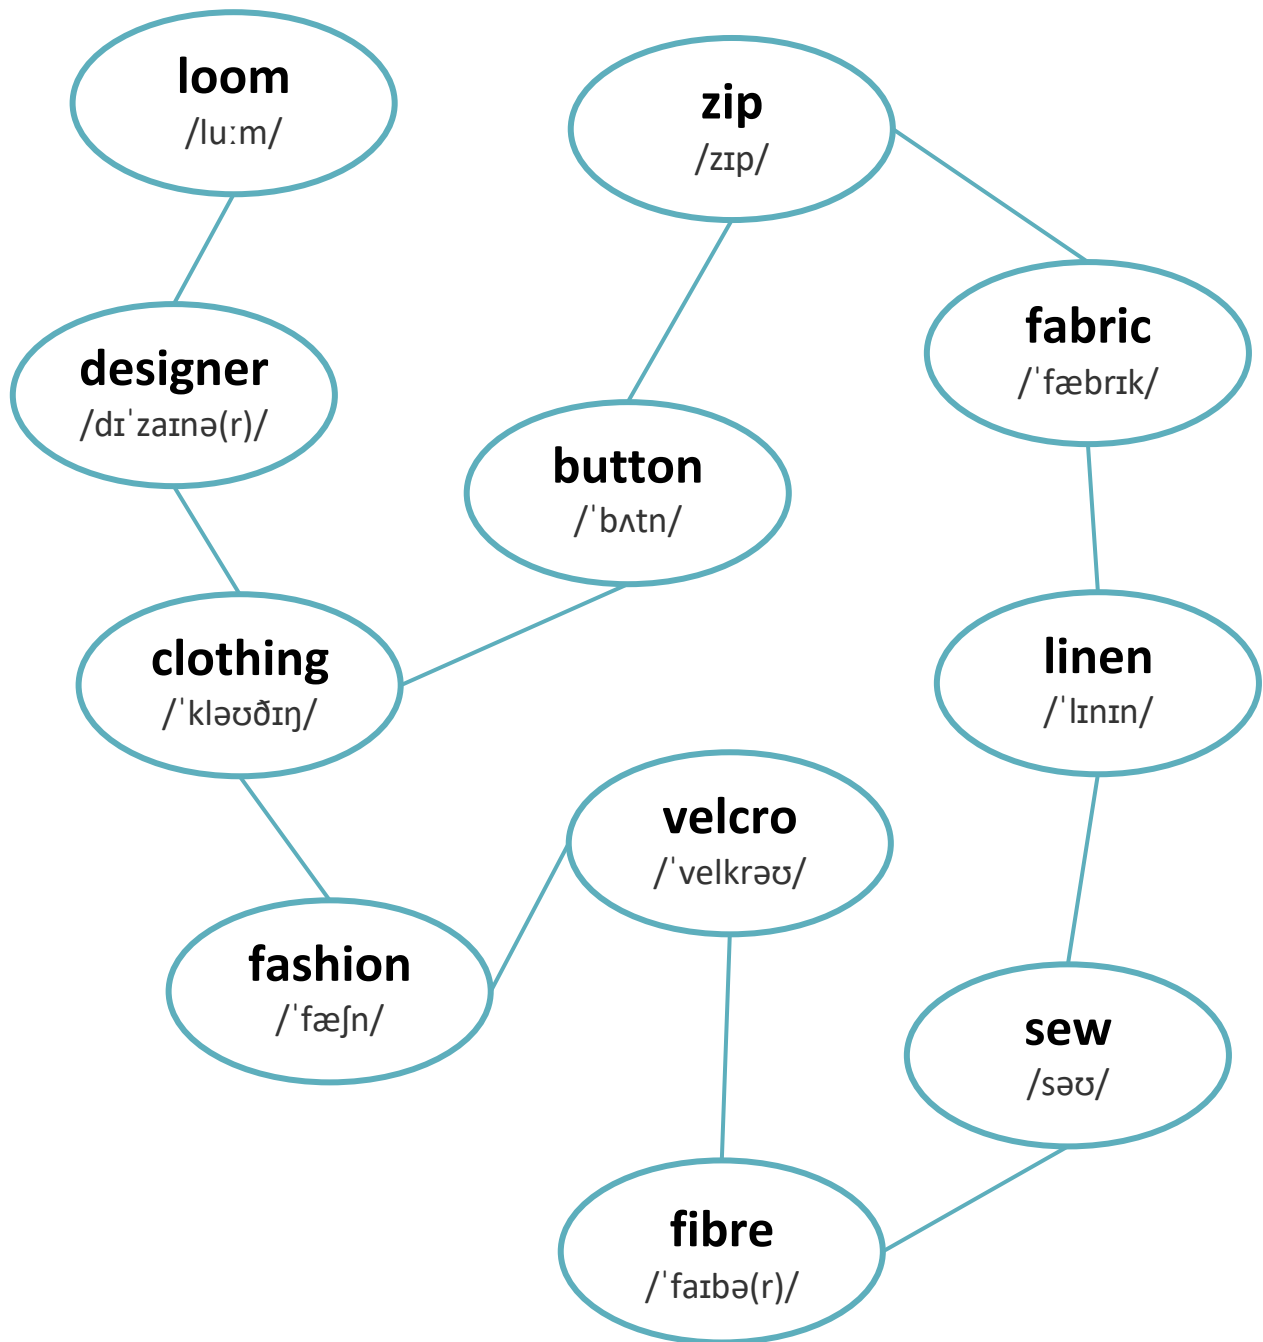 loom
/luːm/
zip
/zɪp/
designer
/dɪˈzaɪnə(r)/
fabric
/ˈfæbrɪk/
button
/ˈbʌtn/
clothing
/ˈkləʊðɪŋ/
linen
/ˈlɪnɪn/
velcro
/ˈvelkrəʊ/
fashion
/ˈfæʃn/
sew
/səʊ/
fibre
/ˈfaɪbə(r)/